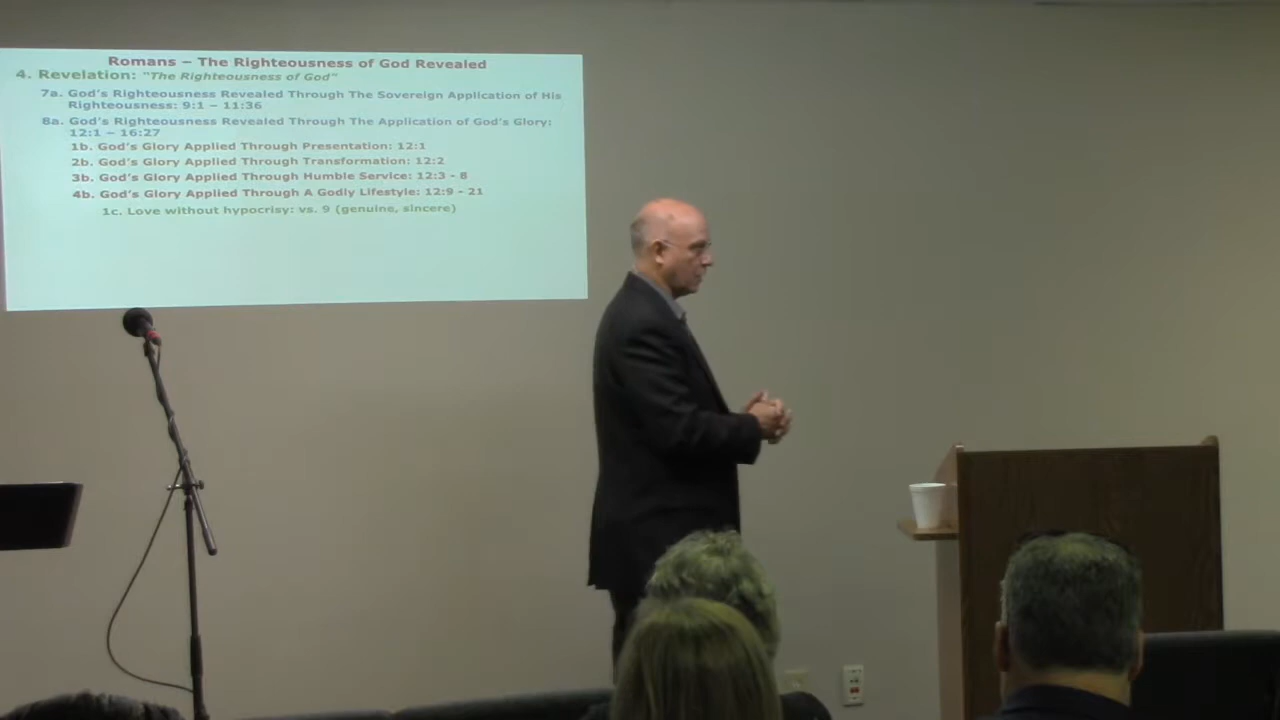 Romans – The Righteousness of God Revealed
4. Revelation: "The Righteousness of God"
7a. God's Righteousness Revealed Through The Sovereign Application of His
Righteousness: 9:1 – 11:36
8a. God's Righteousness Revealed Through The Application of God's Glory:
12:1 – 16:27
1b. God's Glory Applied Through Presentation: 12:1
2b. God's Glory Applied Through Transformation: 12:2
3b. God's Glory Applied Through Humble Service: 12:3 - 8
4b. God's Glory Applied Through A Godly Lifestyle: 12:9 - 21
1c. Love without hypocrisy: vs. 9 (genuine, sincere)